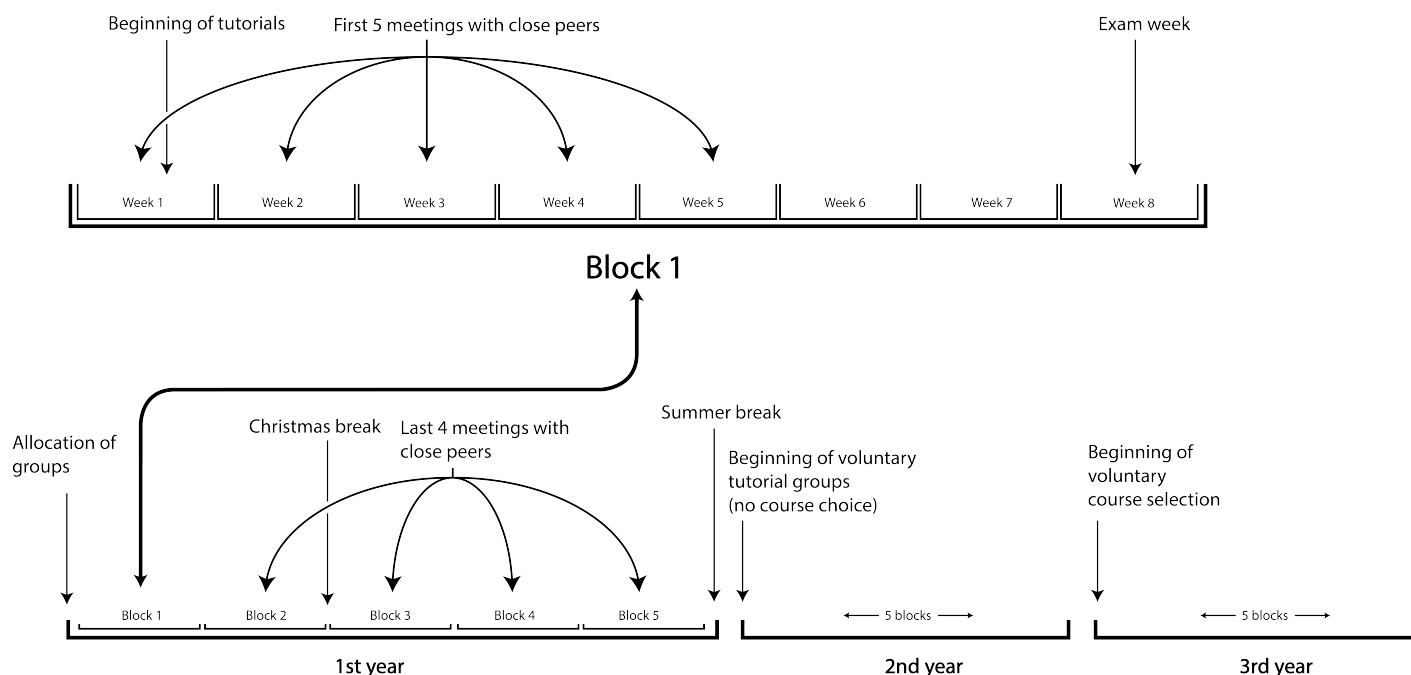 Beginning of tutorials
First 5 meetings with close peers
Exam week
Week 1
Week 2
Week 3
Week 4
Week 5
Week 6
Week 7
Week 8
Block 1
Allocation of
groups
Christmas break
Last 4 meetings with
close peers
Summer break
Beginning of voluntary
tutorial groups
(no course choice)
Beginning of
voluntary
course selection
Block 1
Block 2
Block 3
Block 4
Block 5
5 blocks
5 blocks
1st year
2nd year
3rd year